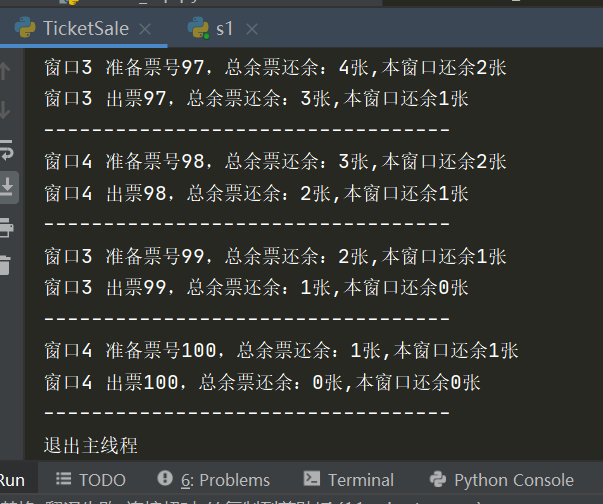 TicketSale × s1 ×
窗口3 准备票号97，总余票还余：4张,本窗口还余2张
窗口3 出票97，总余票还余：3张,本窗口还余1张
----------------------------------
窗口4 准备票号98，总余票还余：3张,本窗口还余2张
窗口4 出票98，总余票还余：2张,本窗口还余1张
----------------------------------
窗口3 准备票号99，总余票还余：2张,本窗口还余1张
窗口3 出票99，总余票还余：1张,本窗口还余0张
----------------------------------
窗口4 准备票号100，总余票还余：1张,本窗口还余1张
窗口4 出票100，总余票还余：0张,本窗口还余0张
----------------------------------
退出主线程
Run TODO 6: Problems Terminal Python Console